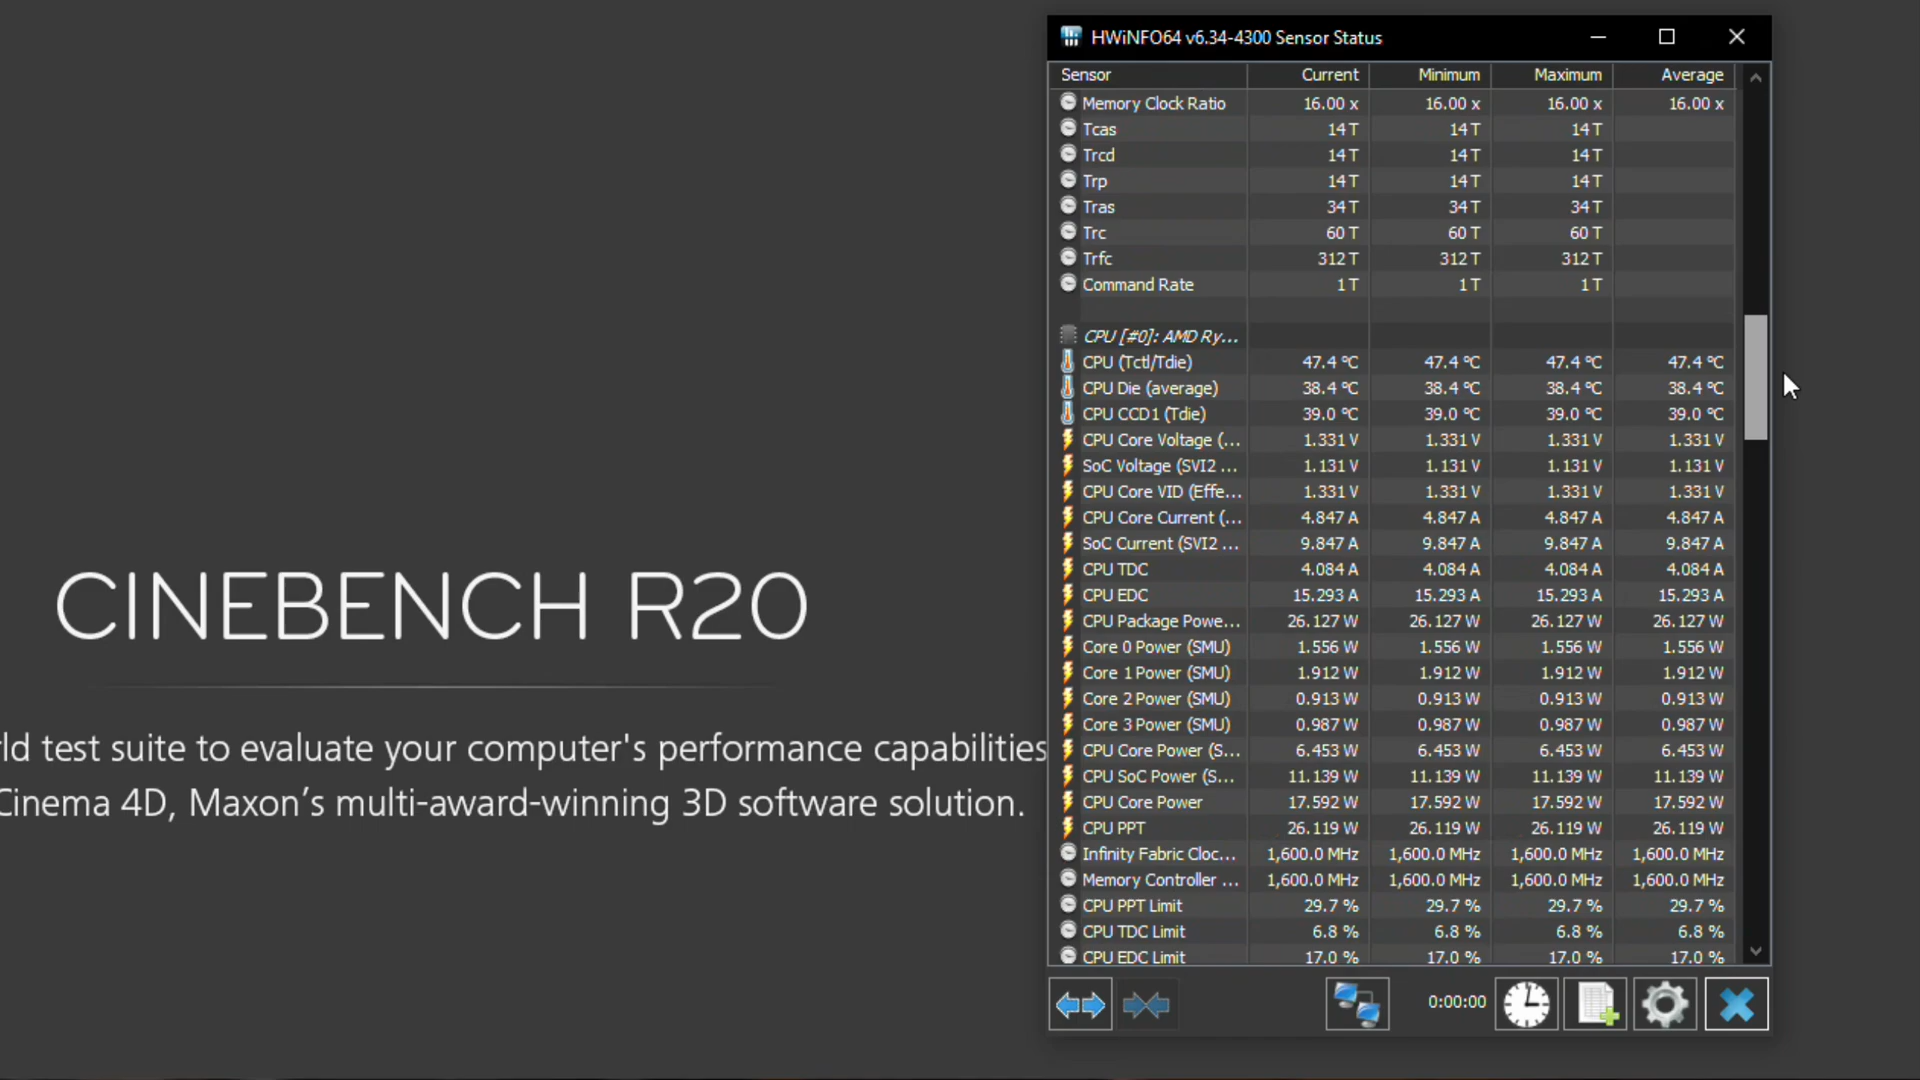 HWiNFO64 v6.34-4300 Sensor Status
Sensor Current Minimum Maximum Average
Memory Clock Ratio 16.00 x 16.00 x 16.00 x 16.00 x
Tcas 14 T 14 T 14 T
Trcd 14 T 14 T 14 T
Trp 14 T 14 T 14 T
Tras 34 T 34 T 34 T
Trc 60 T 60 T 60 T
Trfc 312 T 312 T 312 T
Command Rate 1 T 1 T 1 T
CPU [#0]: AMD Ry...
CPU (Tctl/Tdie) 47.4 °C 47.4 °C 47.4 °C 47.4 °C
CPU Die (average) 38.4 °C 38.4 °C 38.4 °C 38.4 °C
CPU CCD1 (Tdie) 39.0 °C 39.0 °C 39.0 °C 39.0 °C
CPU Core Voltage (... 1.331 V 1.331 V 1.331 V 1.331 V
SoC Voltage (SVI2 ... 1.131 V 1.131 V 1.131 V 1.131 V
CPU Core VID (Effe... 1.331 V 1.331 V 1.331 V 1.331 V
CPU Core Current (... 4.847 A 4.847 A 4.847 A 4.847 A
SoC Current (SVI2 ... 9.847 A 9.847 A 9.847 A 9.847 A
CPU TDC 4.084 A 4.084 A 4.084 A 4.084 A
CPU EDC 15.293 A 15.293 A 15.293 A 15.293 A
CPU Package Powe... 26.127 W 26.127 W 26.127 W 26.127 W
Core 0 Power (SMU) 1.556 W 1.556 W 1.556 W 1.556 W
Core 1 Power (SMU) 1.912 W 1.912 W 1.912 W 1.912 W
Core 2 Power (SMU) 0.913 W 0.913 W 0.913 W 0.913 W
Core 3 Power (SMU) 0.987 W 0.987 W 0.987 W 0.987 W
CPU Core Power (S... 6.453 W 6.453 W 6.453 W 6.453 W
CPU SoC Power (S... 11.139 W 11.139 W 11.139 W 11.139 W
CPU Core Power 17.592 W 17.592 W 17.592 W 17.592 W
CPU PPT 26.119 W 26.119 W 26.119 W 26.119 W
Infinity Fabric Cloc... 1,600.0 MHz 1,600.0 MHz 1,600.0 MHz 1,600.0 MHz
Memory Controller ... 1,600.0 MHz 1,600.0 MHz 1,600.0 MHz 1,600.0 MHz
CPU PPT Limit 29.7 % 29.7 % 29.7 % 29.7 %
CPU TDC Limit 6.8 % 6.8 % 6.8 % 6.8 %
CPU EDC Limit 17.0 % 17.0 % 17.0 % 17.0 %
0:00:00
CINEBENCH R20
ld test suite to evaluate your computer's performance capabilities
Cinema 4D, Maxon’s multi-award-winning 3D software solution.